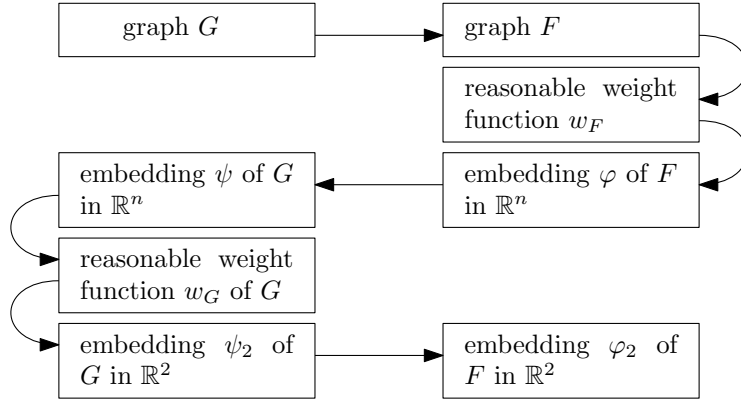 graph G
graph F
reasonable weight
function w_F
embedding ψ of G
in ℝ^n
embedding φ of F
in ℝ^n
reasonable weight
function w_G of G
embedding ψ_2 of
G in ℝ^2
embedding φ_2 of
F in ℝ^2